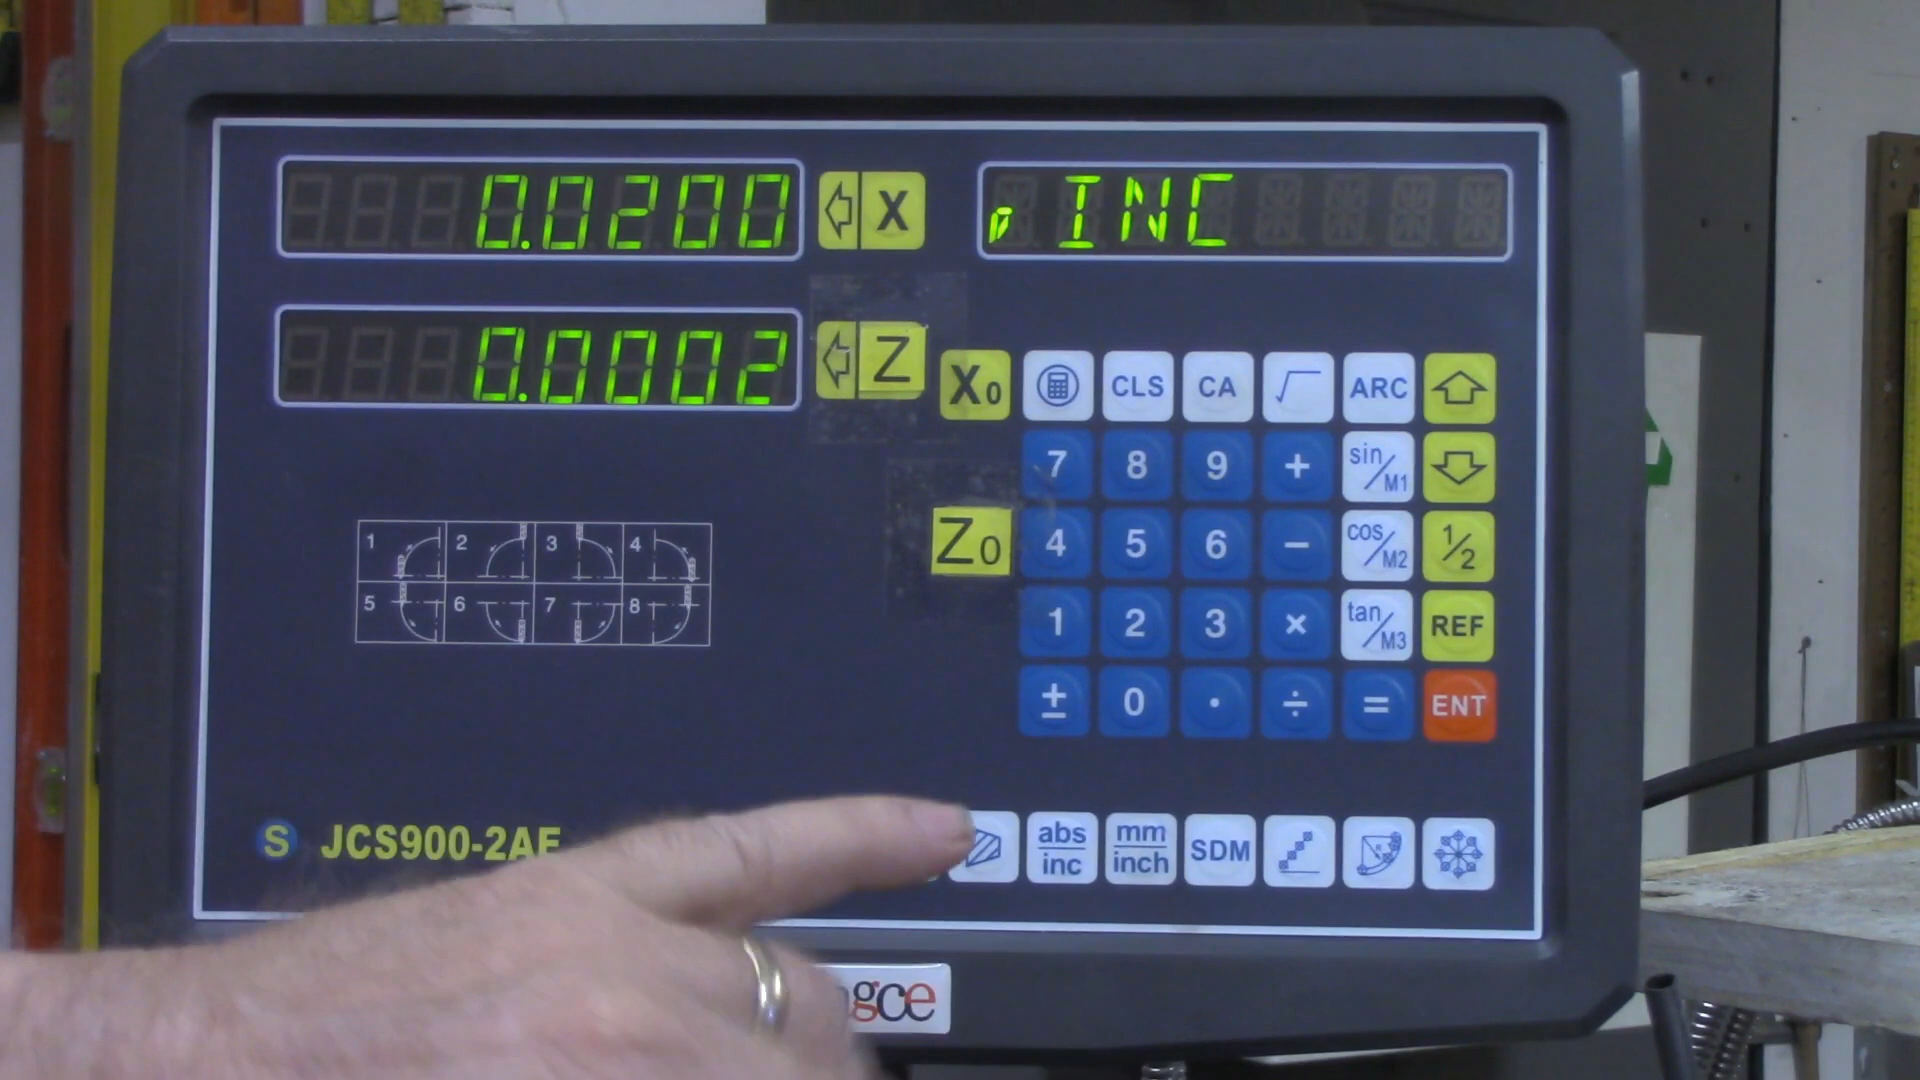 0.0200
X
INC
0.0002
Z
X0
CLS
CA
√
ARC
7
8
9
+
sin/M1
Z0
4
5
6
−
cos/M2
1/2
1
2
3
×
tan/M3
REF
±
0
·
÷
=
ENT
1
2
3
4
5
6
7
8
S
JCS900-2AE
abs
inc
mm
inch
SDM
gce